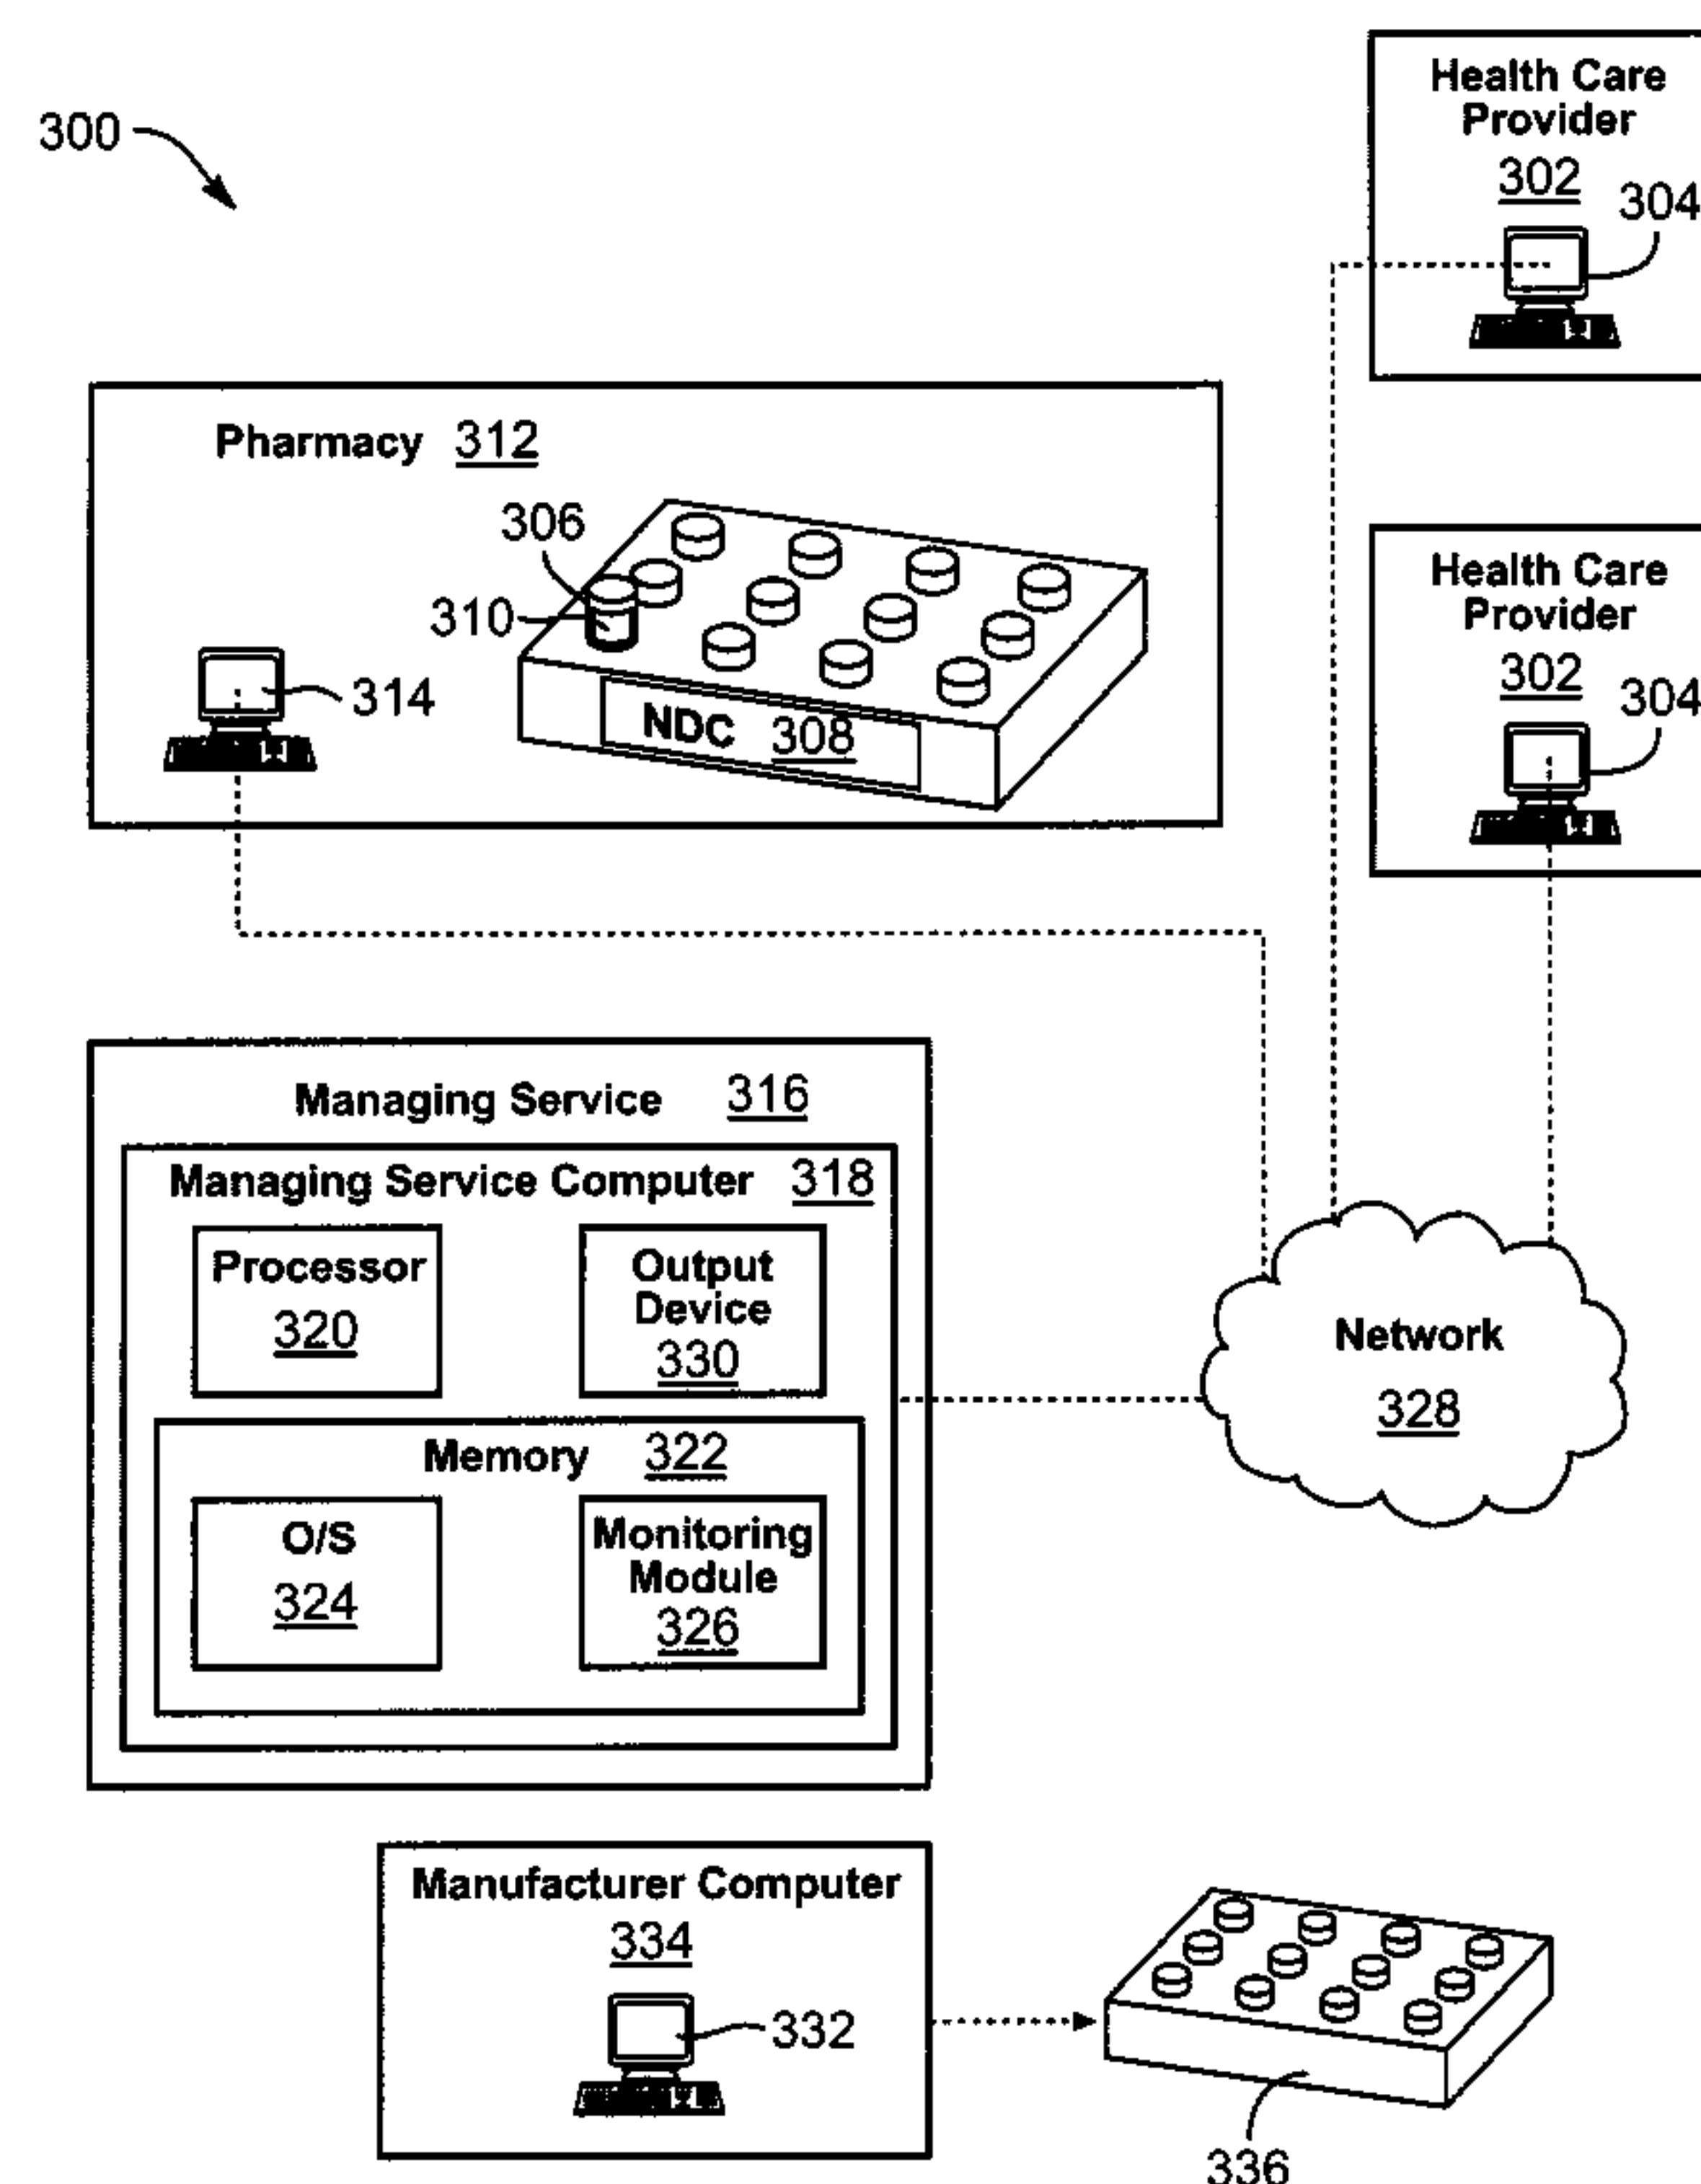 300
Health Care
Provider
302
304
Pharmacy 312
306
310
314
NDC 308
Health Care
Provider
302
304
Managing Service 316
Managing Service Computer 318
Processor
320
Output
Device
330
Memory 322
O/S
324
Monitoring
Module
326
Network
328
Manufacturer Computer
334
332
336